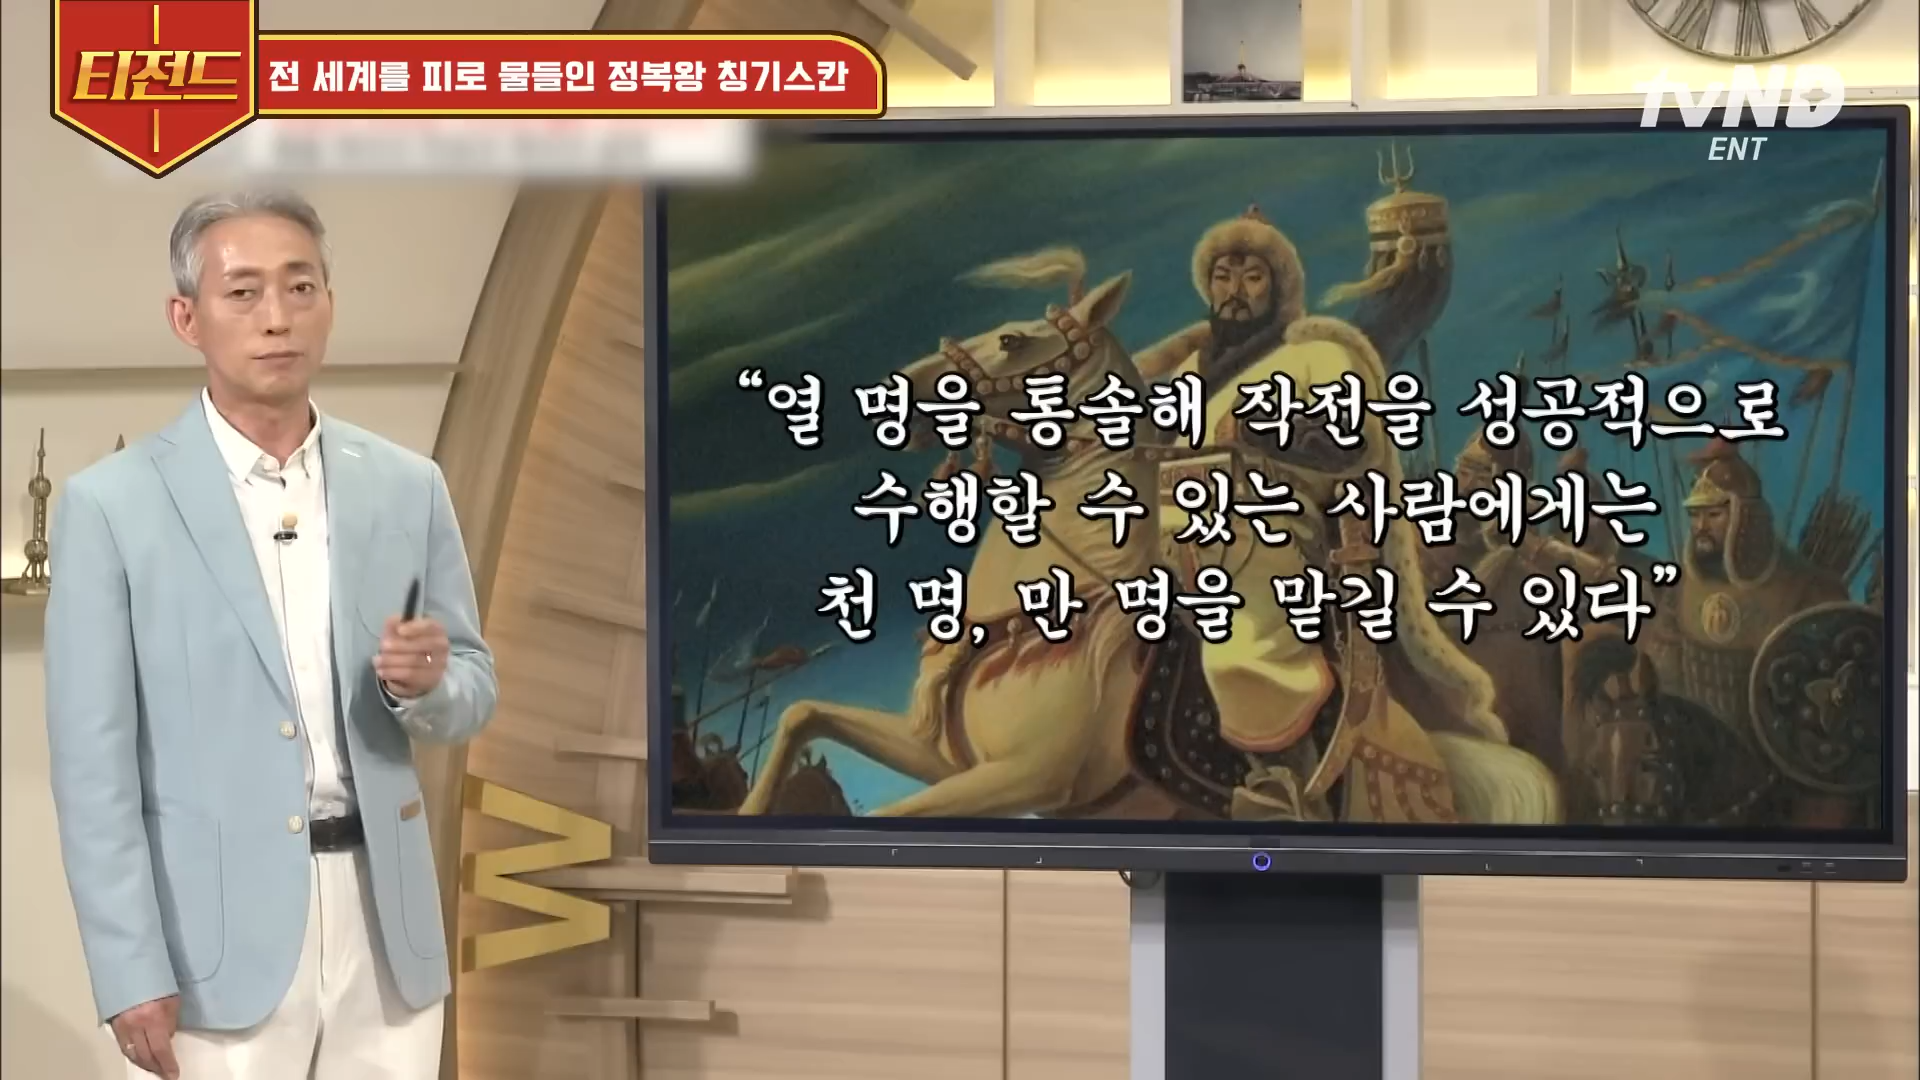 티전드
전 세계를 피로 물들인 정복왕 칭기스칸
tvND
ENT
“열 명을 통솔해 작전을 성공적으로
수행할 수 있는 사람에게는
천 명, 만 명을 맡길 수 있다”
W